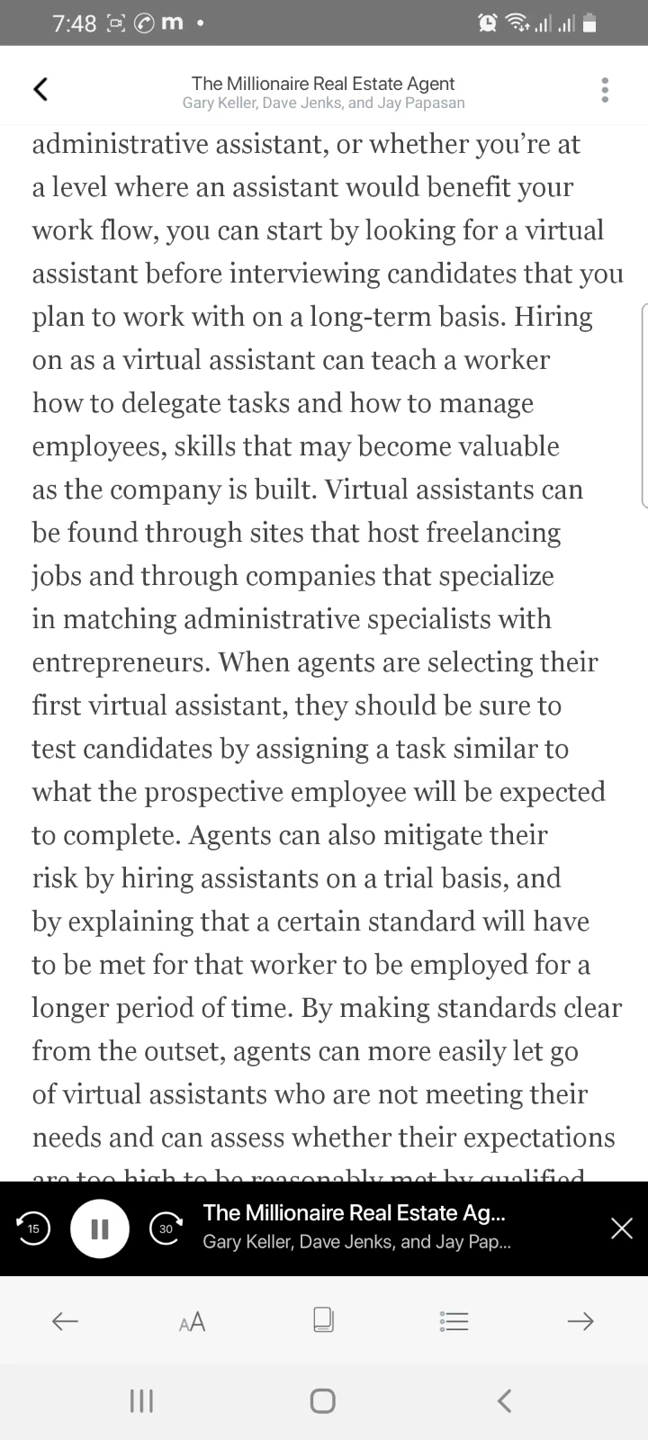 7:48
The Millionaire Real Estate Agent
Gary Keller, Dave Jenks, and Jay Papasan
administrative assistant, or whether you’re at
a level where an assistant would benefit your
work flow, you can start by looking for a virtual
assistant before interviewing candidates that you
plan to work with on a long-term basis. Hiring
on as a virtual assistant can teach a worker
how to delegate tasks and how to manage
employees, skills that may become valuable
as the company is built. Virtual assistants can
be found through sites that host freelancing
jobs and through companies that specialize
in matching administrative specialists with
entrepreneurs. When agents are selecting their
first virtual assistant, they should be sure to
test candidates by assigning a task similar to
what the prospective employee will be expected
to complete. Agents can also mitigate their
risk by hiring assistants on a trial basis, and
by explaining that a certain standard will have
to be met for that worker to be employed for a
longer period of time. By making standards clear
from the outset, agents can more easily let go
of virtual assistants who are not meeting their
needs and can assess whether their expectations
are too high to be reasonably met by qualified
15
30
The Millionaire Real Estate Ag...
Gary Keller, Dave Jenks, and Jay Pap...
AA